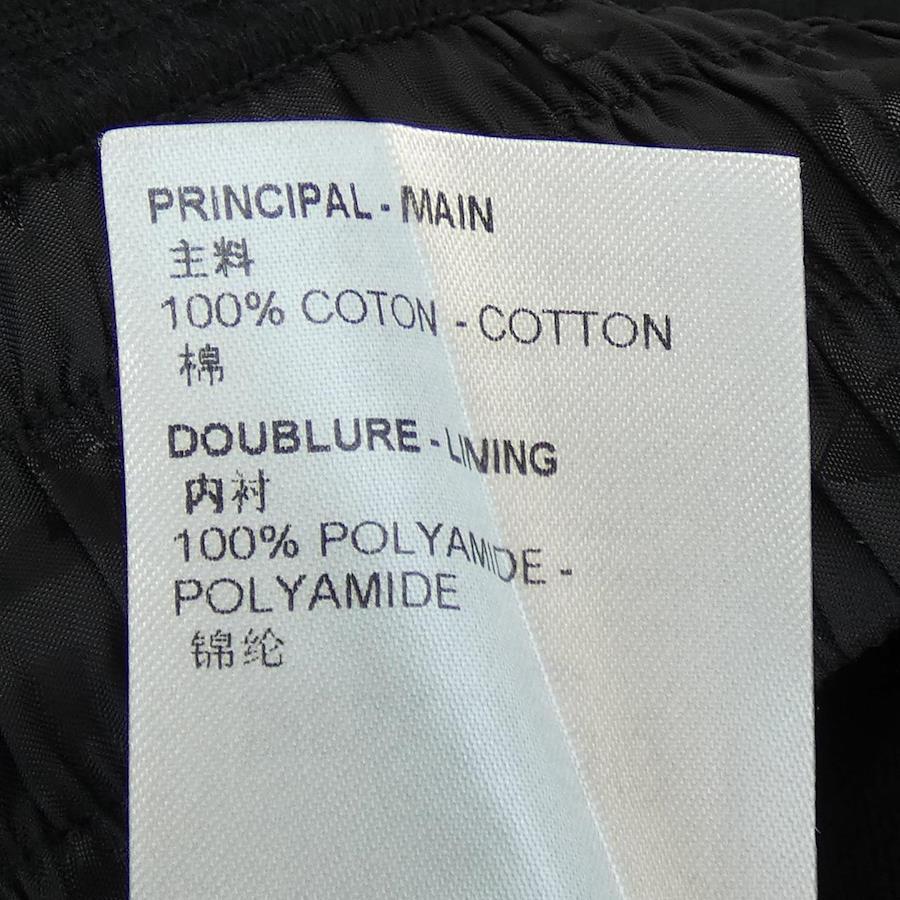 PRINCIPAL - MAIN
主料
100% COTON - COTTON
棉
DOUBLURE - LINING
内衬
100% POLYAMIDE -
POLYAMIDE
锦纶